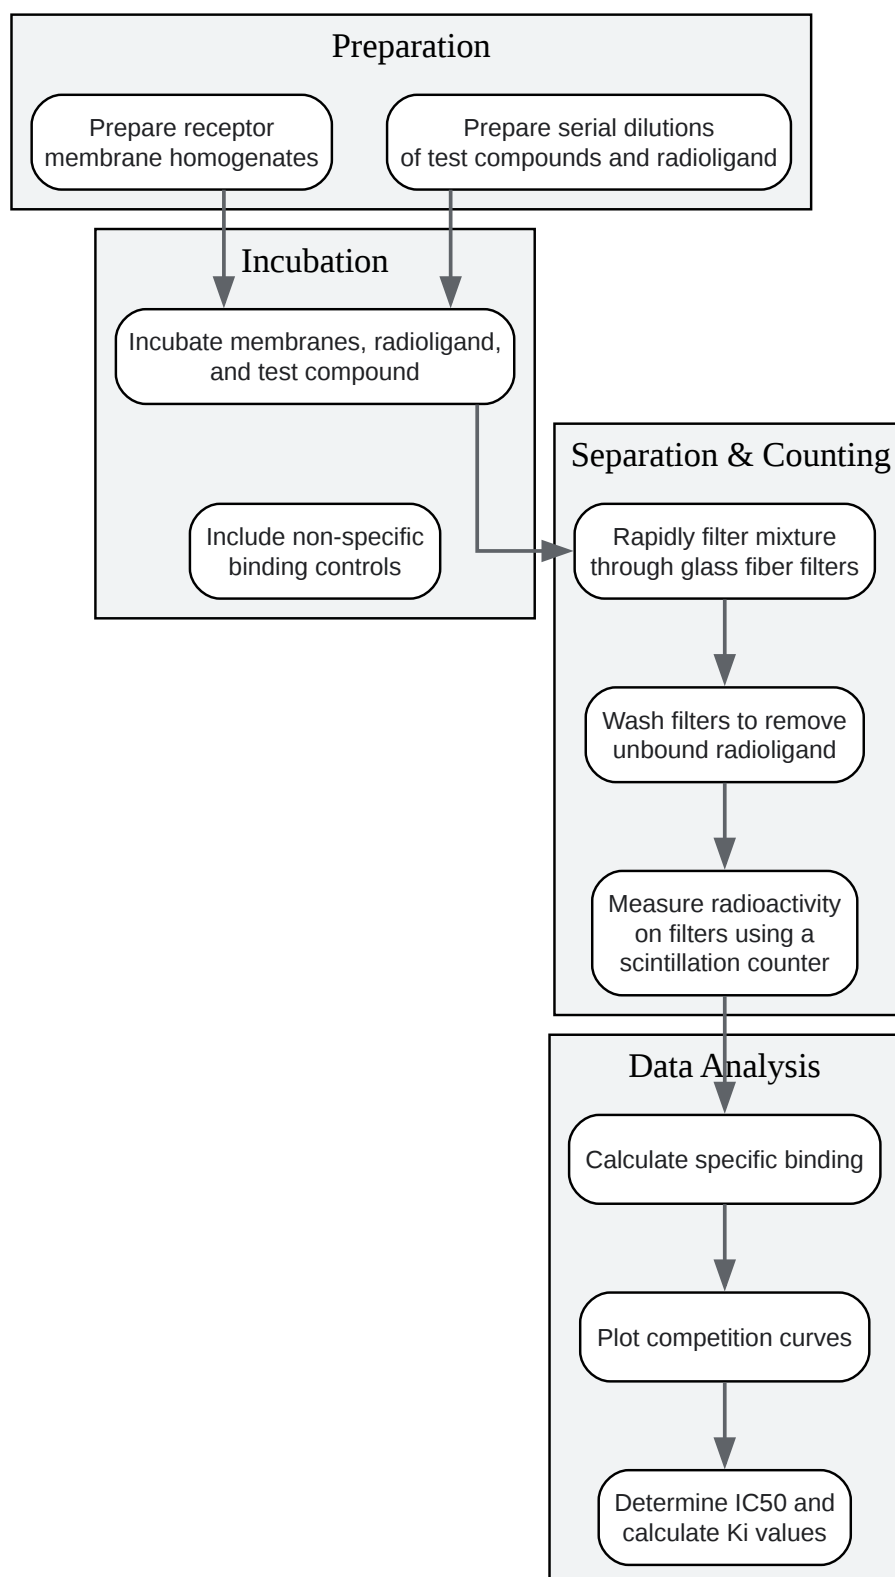 Preparation
Prepare receptor
membrane homogenates
Prepare serial dilutions
of test compounds and radioligand
Incubation
Incubate membranes, radioligand,
and test compound
Include non-specific
binding controls
Separation & Counting
Rapidly filter mixture
through glass fiber filters
Wash filters to remove
unbound radioligand
Measure radioactivity
on filters using a
scintillation counter
Data Analysis
Calculate specific binding
Plot competition curves
Determine IC50 and
calculate Ki values